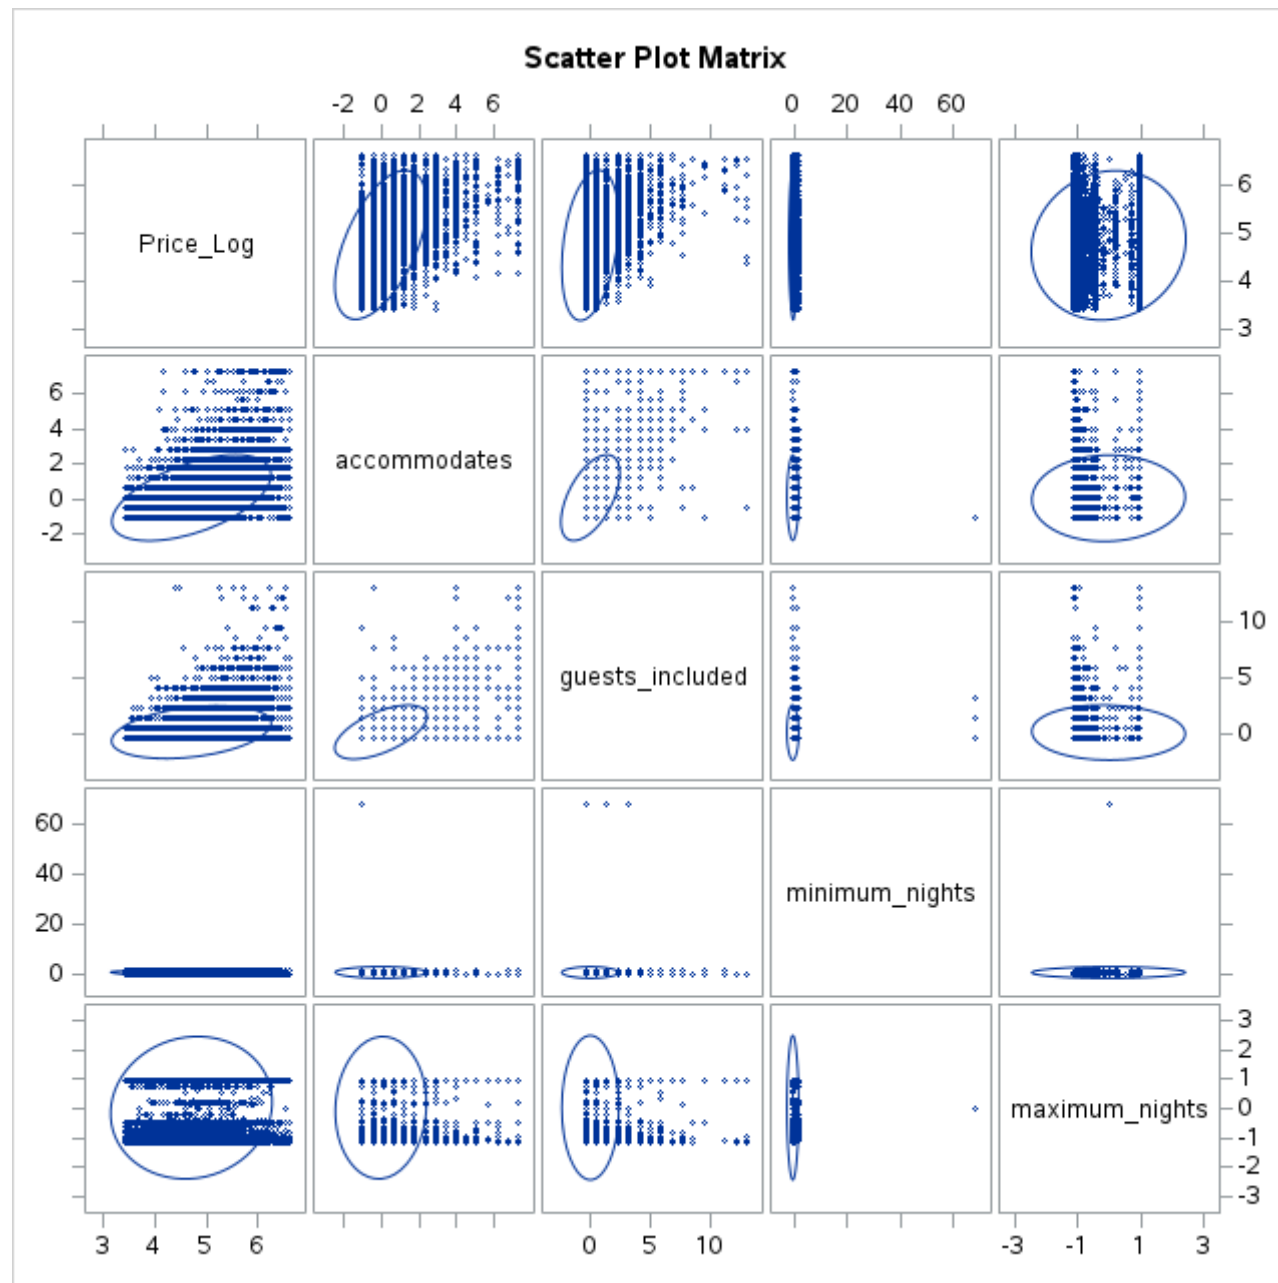 Scatter Plot Matrix
-2 0 2 4 6
0 20 40 60
Price_Log
6
5
4
3
6
4
2
0
-2
accommodates
guests_included
10
5
0
60
40
20
0
minimum_nights
maximum_nights
3
2
1
0
-1
-2
-3
3 4 5 6
0 5 10
-3 -1 1 3